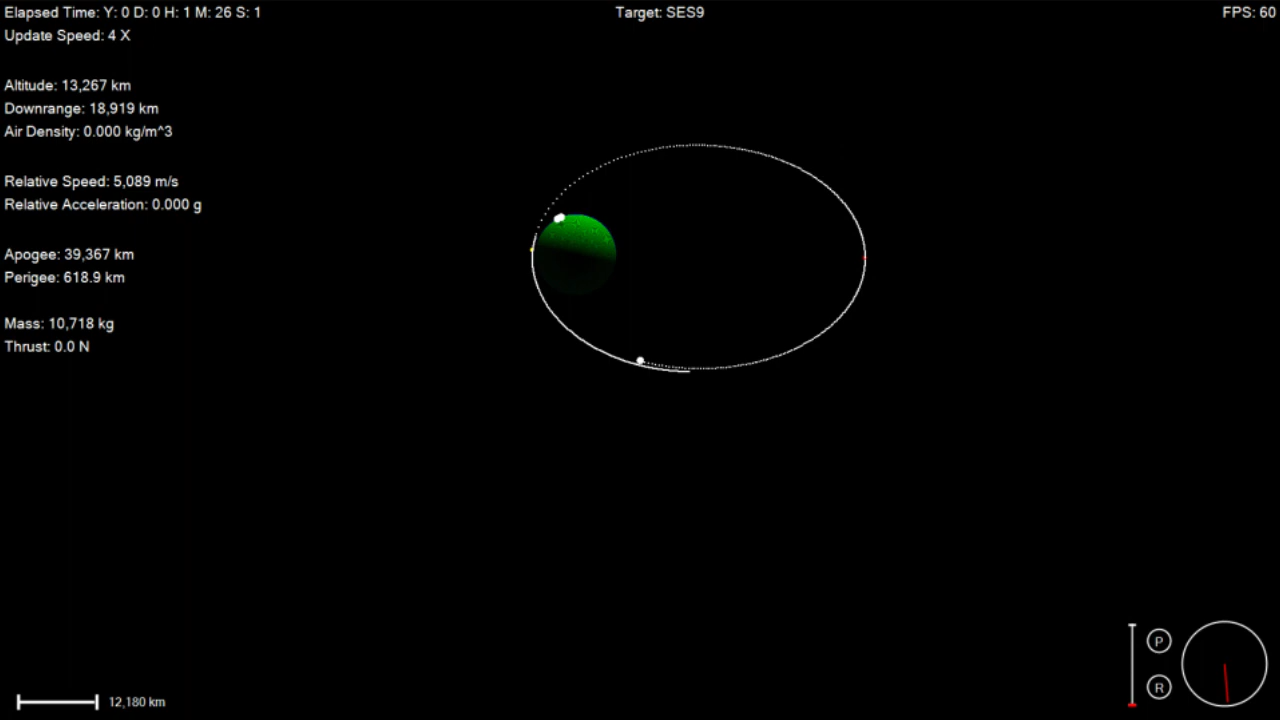 Elapsed Time: Y: 0 D: 0 H: 1 M: 26 S: 1
Target: SES9
FPS: 60
Update Speed: 4 X
Altitude: 13,267 km
Downrange: 18,919 km
Air Density: 0.000 kg/m^3
Relative Speed: 5,089 m/s
Relative Acceleration: 0.000 g
Apogee: 39,367 km
Perigee: 618.9 km
Mass: 10,718 kg
Thrust: 0.0 N
P
R
12,180 km